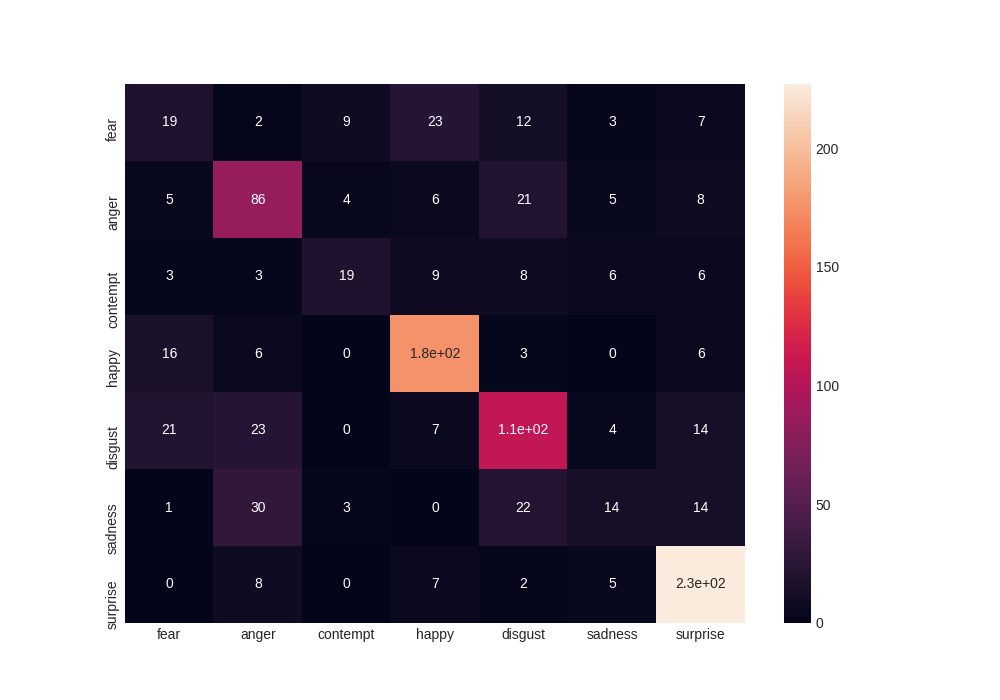 fear 19 2 9 23 12 3 7
anger 5 86 4 6 21 5 8
contempt 3 3 19 9 8 6 6
happy 16 6 0 1.8e+02 3 0 6
disgust 21 23 0 7 1.1e+02 4 14
sadness 1 30 3 0 22 14 14
surprise 0 8 0 7 2 5 2.3e+02
fear anger contempt happy disgust sadness surprise
200
150
100
50
0